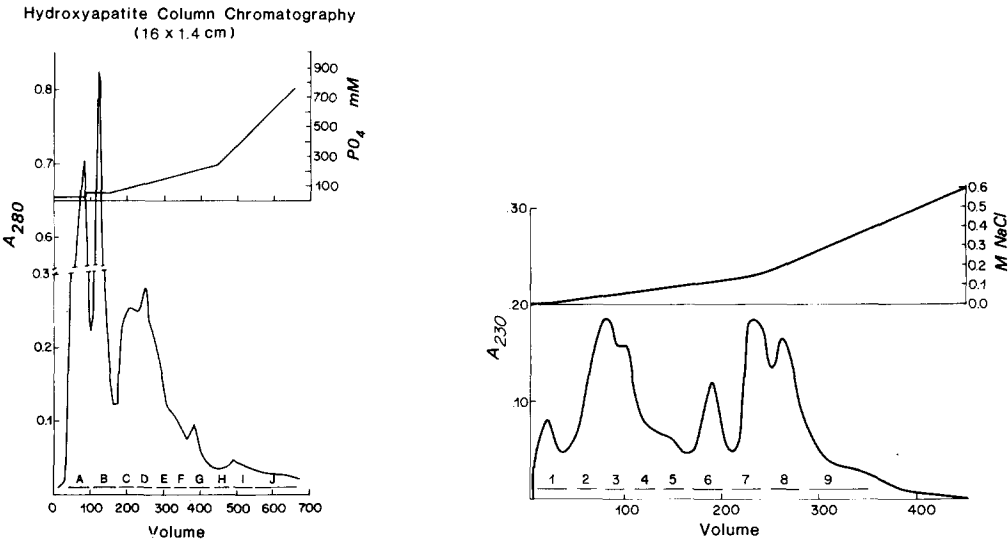 Hydroxyapatite Column Chromatography
(16 x 1.4 cm)
A280
0.8
0.7
0.6
0.3
0.2
0.1
900
700
500
300
100
PO4 mM
A B C D E F G H I J
0 100 200 300 400 500 600 700
Volume
A230
.30
.20
.10
0.6
0.5
0.4
0.3
0.2
0.1
0.0
M NaCl
1 2 3 4 5 6 7 8 9
100 200 300 400
Volume